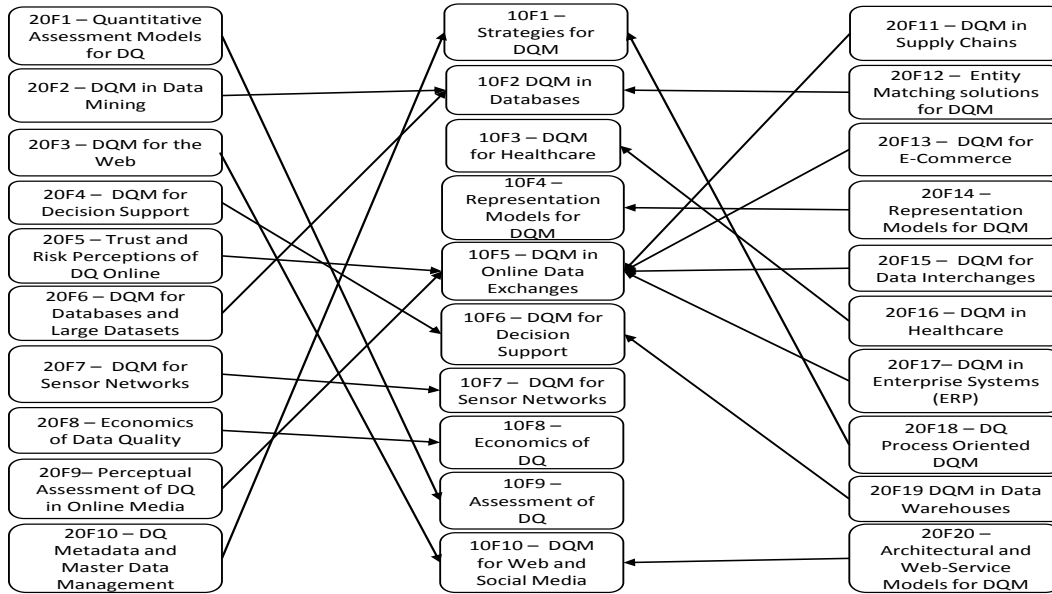 20F1 – Quantitative
Assessment Models
for DQ
20F2 – DQM in Data
Mining
20F3 – DQM for the
Web
20F4 – DQM for
Decision Support
20F5 – Trust and
Risk Perceptions of
DQ Online
20F6 – DQM for
Databases and
Large Datasets
20F7 – DQM for
Sensor Networks
20F8 – Economics
of Data Quality
20F9– Perceptual
Assessment of DQ
in Online Media
20F10 – DQ
Metadata and
Master Data
Management
10F1 –
Strategies for
DQM
10F2 DQM in
Databases
10F3 – DQM
for Healthcare
10F4 –
Representation
Models for
DQM
10F5 – DQM in
Online Data
Exchanges
10F6 – DQM for
Decision
Support
10F7 – DQM for
Sensor Networks
10F8 –
Economics of
DQ
10F9 –
Assessment of
DQ
10F10 – DQM
for Web and
Social Media
20F11 – DQM in
Supply Chains
20F12 – Entity
Matching solutions
for DQM
20F13 – DQM for
E-Commerce
20F14 –
Representation
Models for DQM
20F15 – DQM for
Data Interchanges
20F16 – DQM in
Healthcare
20F17– DQM in
Enterprise Systems
(ERP)
20F18 – DQ
Process Oriented
DQM
20F19 DQM in Data
Warehouses
20F20 –
Architectural and
Web-Service
Models for DQM